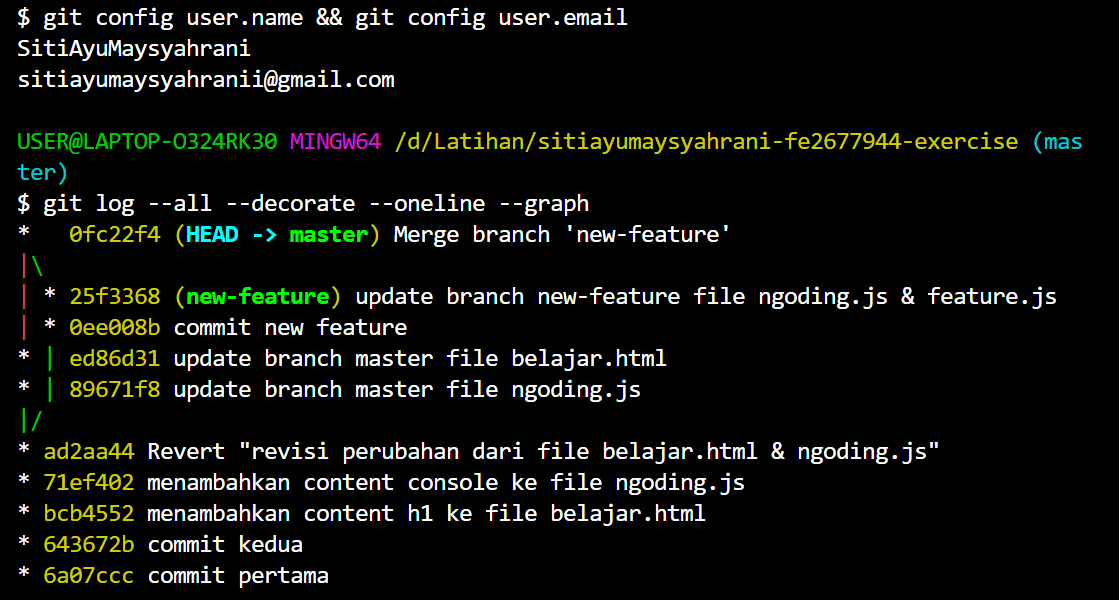 $ git config user.name && git config user.email
SitiAyuMaysyahrani
sitiayumaysyahranii@gmail.com
USER@LAPTOP-O324RK30 MINGW64 /d/Latihan/sitiayumaysyahrani-fe2677944-exercise (mas
ter)
$ git log --all --decorate --oneline --graph
*   0fc22f4 (HEAD -> master) Merge branch 'new-feature'
|\
| * 25f3368 (new-feature) update branch new-feature file ngoding.js & feature.js
| * 0ee008b commit new feature
* | ed86d31 update branch master file belajar.html
* | 89671f8 update branch master file ngoding.js
|/
* ad2aa44 Revert "revisi perubahan dari file belajar.html & ngoding.js"
* 71ef402 menambahkan content console ke file ngoding.js
* bcb4552 menambahkan content h1 ke file belajar.html
* 643672b commit kedua
* 6a07ccc commit pertama